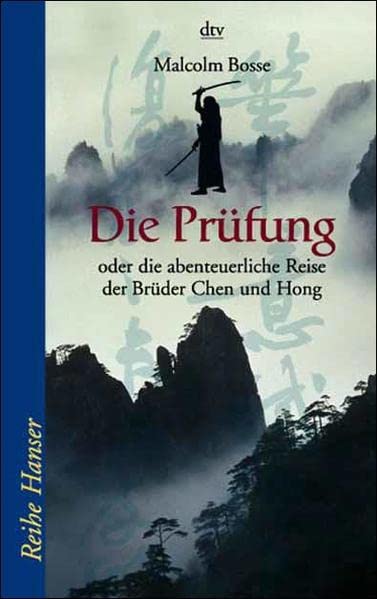 dtv
Malcolm Bosse
Die Prüfung
oder die abenteuerliche Reise
der Brüder Chen und Hong
Reihe Hanser